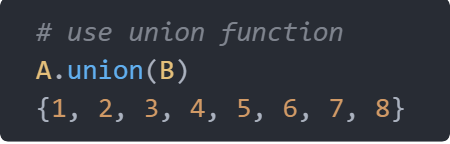 # use union function
A.union(B)
{1, 2, 3, 4, 5, 6, 7, 8}